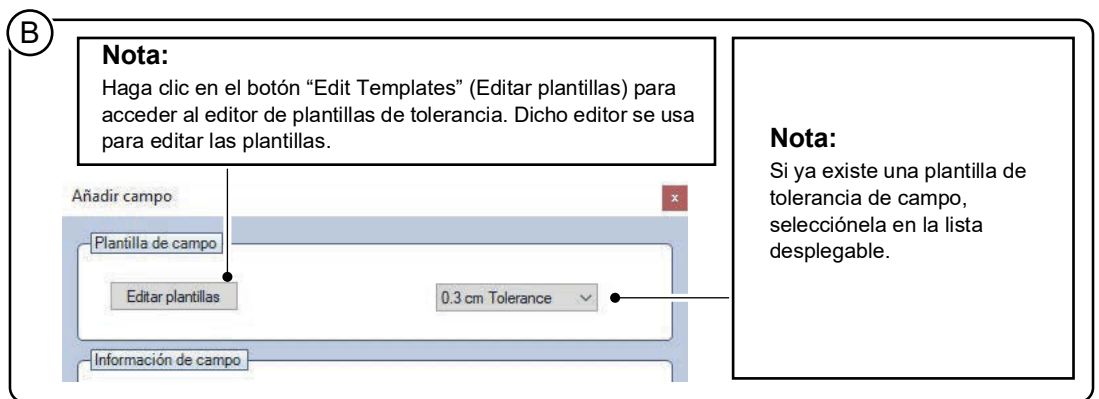 B
Nota:
Haga clic en el botón “Edit Templates” (Editar plantillas) para
acceder al editor de plantillas de tolerancia. Dicho editor se usa
para editar las plantillas.
Nota:
Si ya existe una plantilla de
tolerancia de campo,
selecciónela en la lista
desplegable.
Añadir campo
x
Plantilla de campo
Editar plantillas
0.3 cm Tolerance
Información de campo